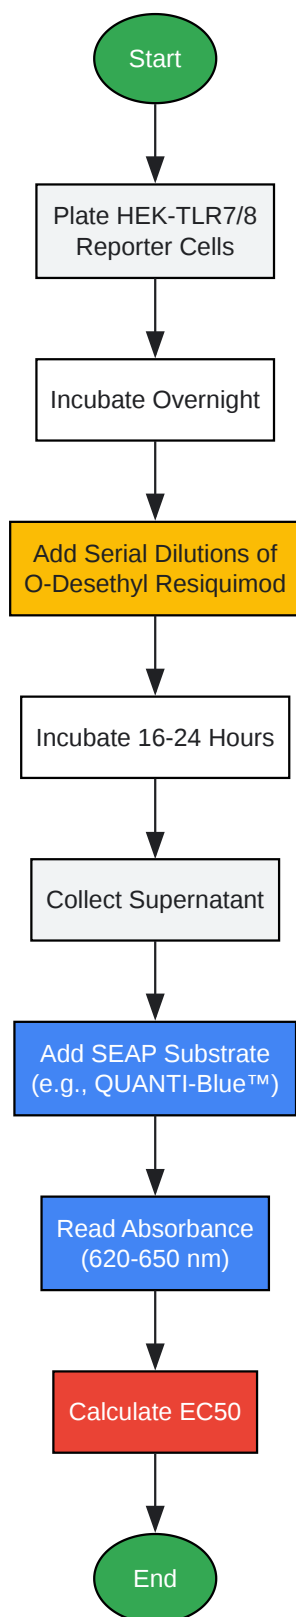 Start
Plate HEK-TLR7/8
Reporter Cells
Incubate Overnight
Add Serial Dilutions of
O-Desethyl Resiquimod
Incubate 16-24 Hours
Collect Supernatant
Add SEAP Substrate
(e.g., QUANTI-Blue™)
Read Absorbance
(620-650 nm)
Calculate EC50
End